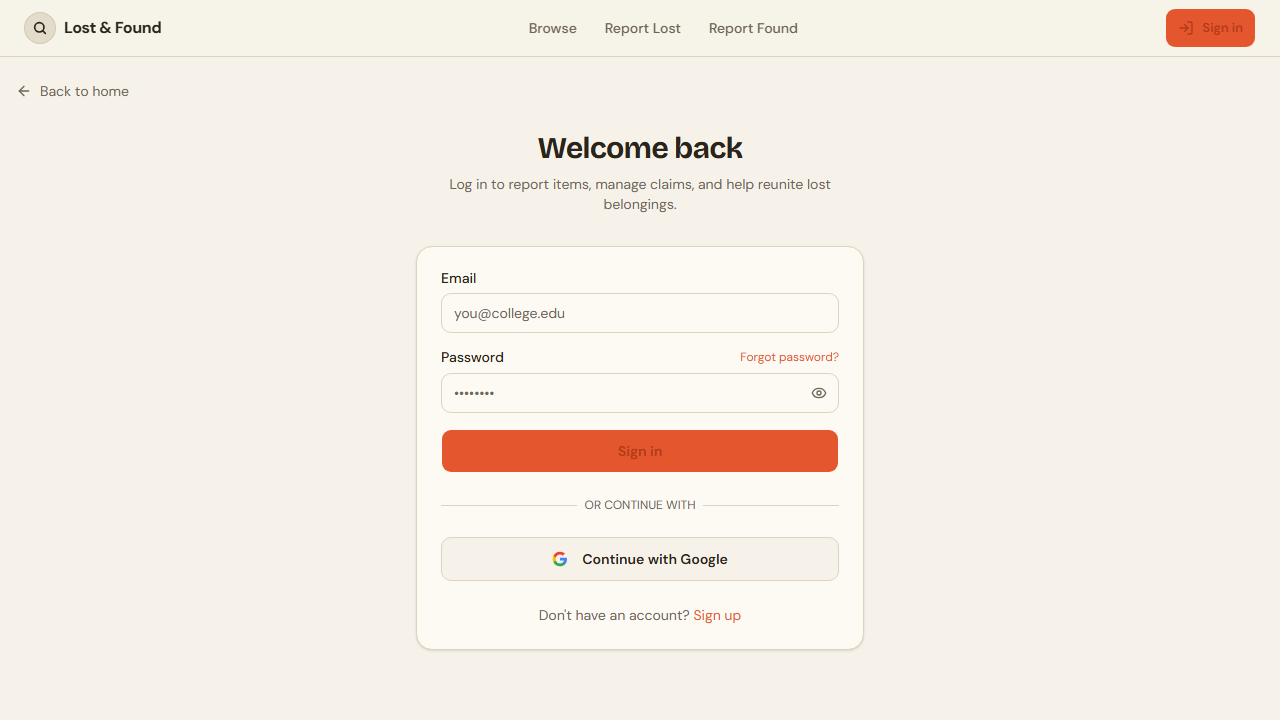 Lost & Found
Browse
Report Lost
Report Found
Sign in
Back to home
Welcome back
Log in to report items, manage claims, and help reunite lost
belongings.
Email
you@college.edu
Password
Forgot password?
••••••••
Sign in
OR CONTINUE WITH
Continue with Google
Don't have an account? Sign up